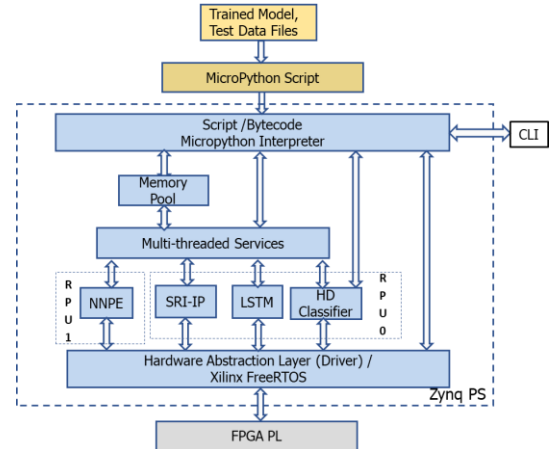 Trained Model,
Test Data Files
MicroPython Script
Script /Bytecode
Micropython Interpreter
CLI
Memory
Pool
Multi-threaded Services
R
P
U
1
NNPE
SRI-IP
LSTM
HD
Classifier
R
P
U
0
Hardware Abstraction Layer (Driver) /
Xilinx FreeRTOS
Zynq PS
FPGA PL